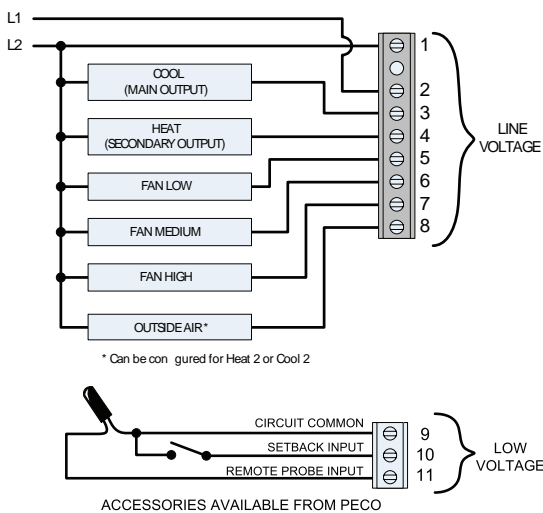 L1
L2
COOL
(MAIN OUTPUT)
HEAT
(SECONDARY OUTPUT)
FAN LOW
FAN MEDIUM
FAN HIGH
OUTSIDE AIR*
1
2
3
4
5
6
7
8
LINE
VOLTAGE
* Can be con gured for Heat 2 or Cool 2
CIRCUIT COMMON
SETBACK INPUT
REMOTE PROBE INPUT
9
10
11
LOW
VOLTAGE
ACCESSORIES AVAILABLE FROM PECO